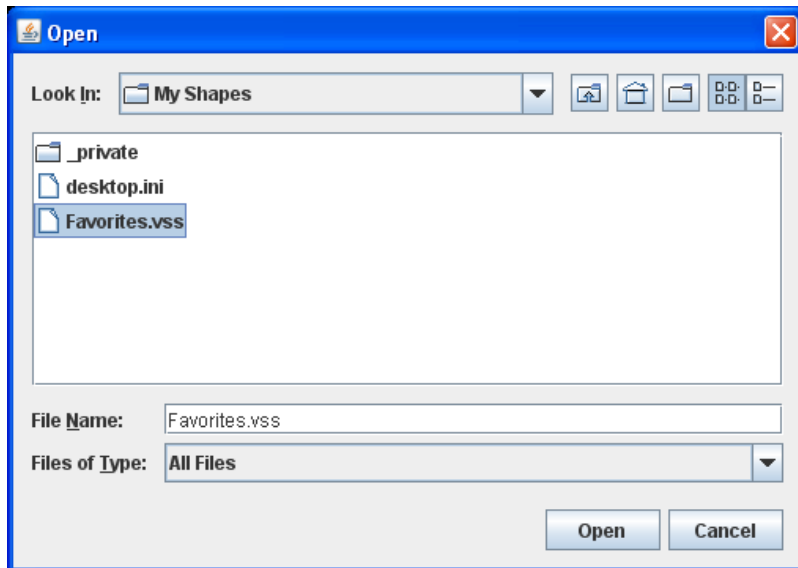 Open
Look In: My Shapes
_private
desktop.ini
Favorites.vss
File Name: Favorites.vss
Files of Type: All Files
Open Cancel